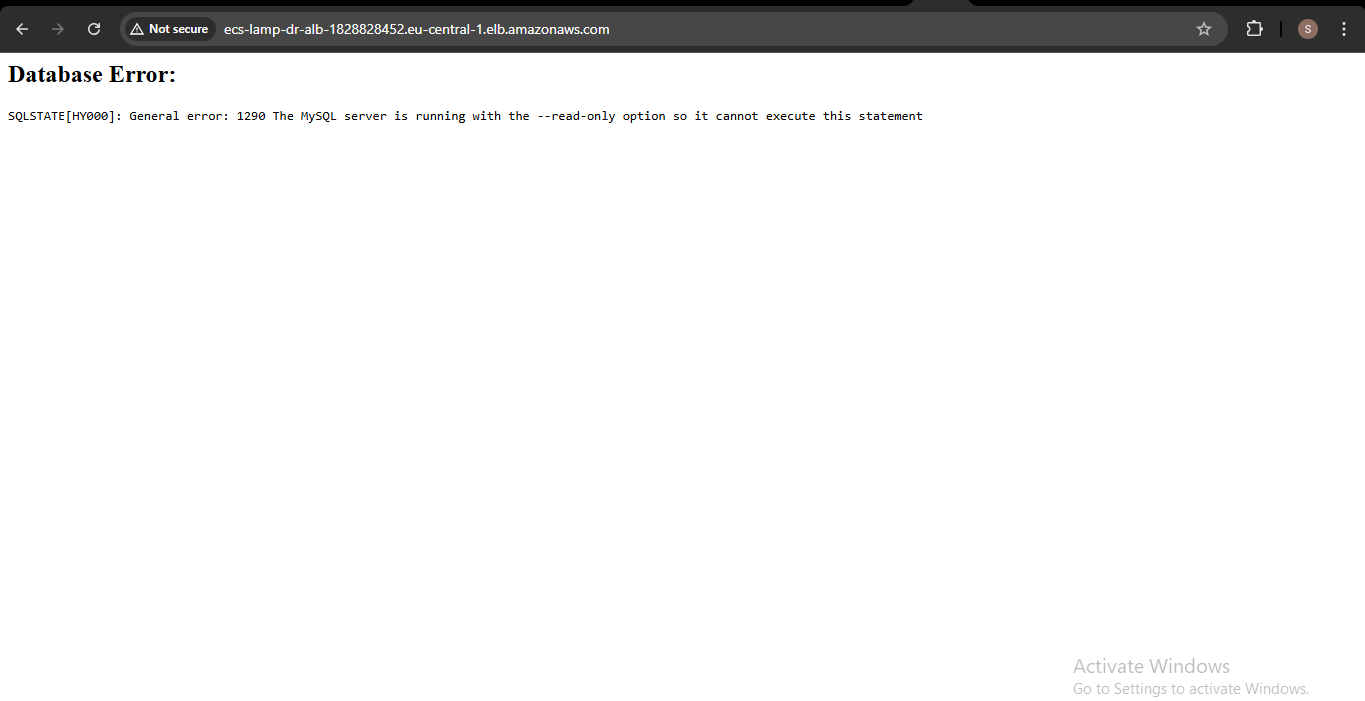 Not secure
ecs-lamp-dr-alb-1828828452.eu-central-1.elb.amazonaws.com
S
Database Error:
SQLSTATE[HY000]: General error: 1290 The MySQL server is running with the --read-only option so it cannot execute this statement
Activate Windows
Go to Settings to activate Windows.